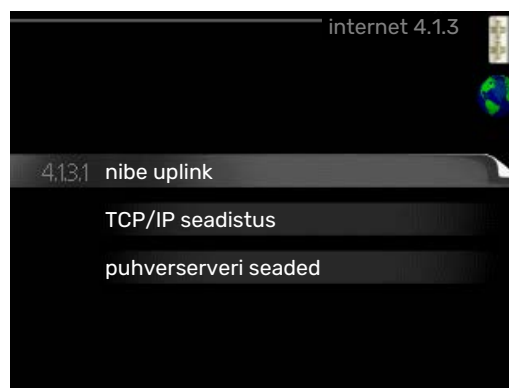 internet 4.1.3
4.1.3.1 nibe uplink
TCP/IP seadistus
puhverserveri seaded